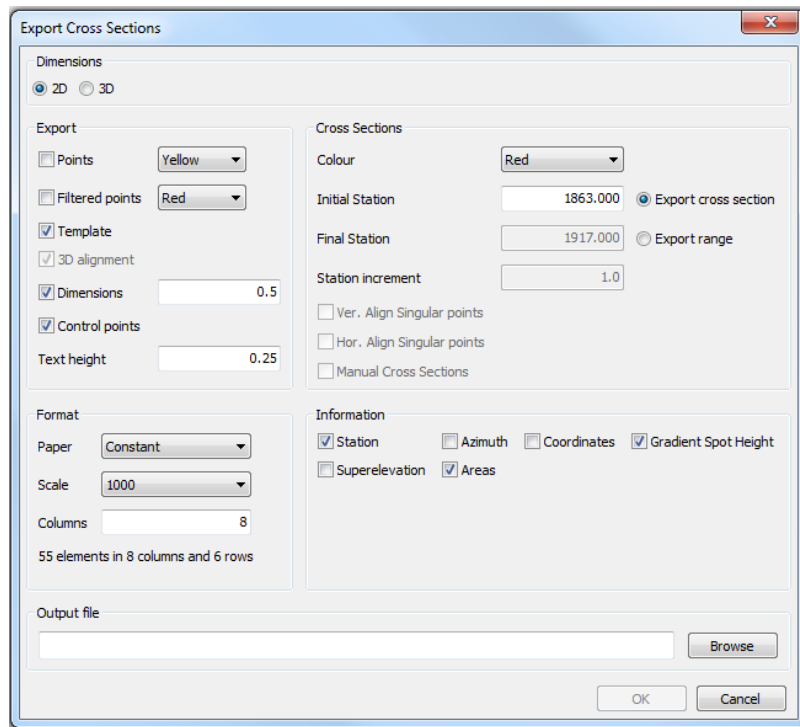 Export Cross Sections
Dimensions
2D 3D
Export
Points Yellow
Filtered points Red
Template
3D alignment
Dimensions 0.5
Control points
Text height 0.25
Cross Sections
Colour Red
Initial Station 1863.000 Export cross section
Final Station 1917.000 Export range
Station increment 1.0
Ver. Align Singular points
Hor. Align Singular points
Manual Cross Sections
Format
Paper Constant
Scale 1000
Columns 8
55 elements in 8 columns and 6 rows
Information
Station Azimuth Coordinates Gradient Spot Height
Superelevation Areas
Output file
Browse
OK Cancel